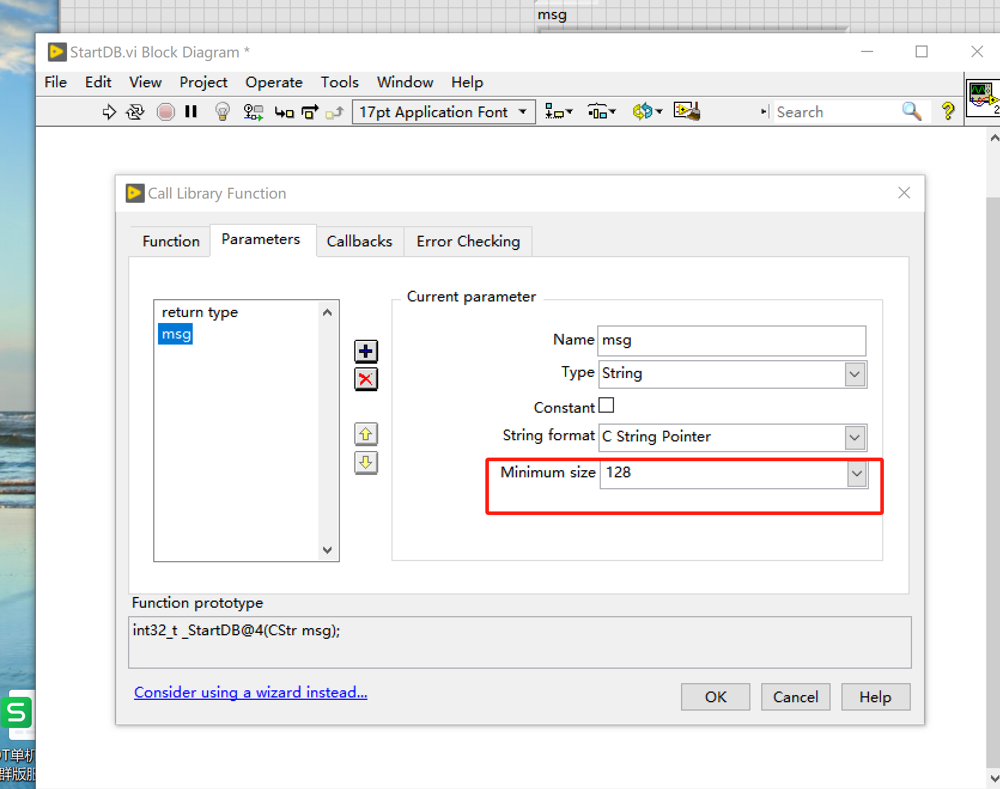 msg
StartDB.vi Block Diagram *
File Edit View Project Operate Tools Window Help
17pt Application Font
Search
?
2
Call Library Function
Function Parameters Callbacks Error Checking
return type
msg
Current parameter
Name msg
Type String
Constant
String format C String Pointer
Minimum size 128
Function prototype
int32_t _StartDB@4(CStr msg);
Consider using a wizard instead...
OK Cancel Help
S
T单机
群版服